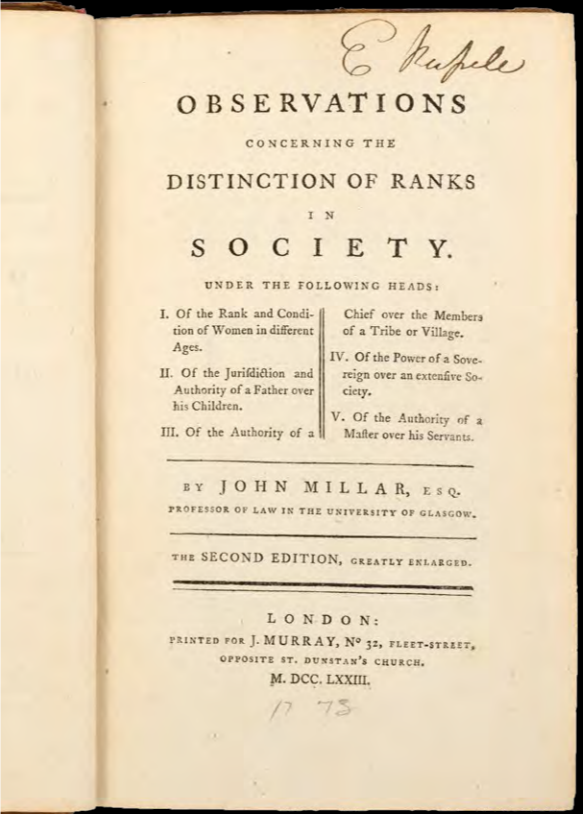 E
OBSERVATIONS
CONCERNING THE
DISTINCTION OF RANKS
IN
SOCIETY.
UNDER THE FOLLOWING HEADS:
I. Of the Rank and Condi-
tion of Women in different
Ages.
II. Of the Juriſdiction and
Authority of a Father over
his Children.
III. Of the Authority of a
Chief over the Members
of a Tribe or Village.
IV. Of the Power of a Sove-
reign over an extenſive So-
ciety.
V. Of the Authority of a
Maſter over his Servants.
BY JOHN MILLAR, ESQ.
PROFESSOR OF LAW IN THE UNIVERSITY OF GLASGOW.
THE SECOND EDITION, GREATLY ENLARGED.
LONDON:
PRINTED FOR J. MURRAY, Nº 32, FLEET-STREET,
OPPOSITE ST. DUNSTAN'S CHURCH.
M. DCC. LXXIII.
17 73